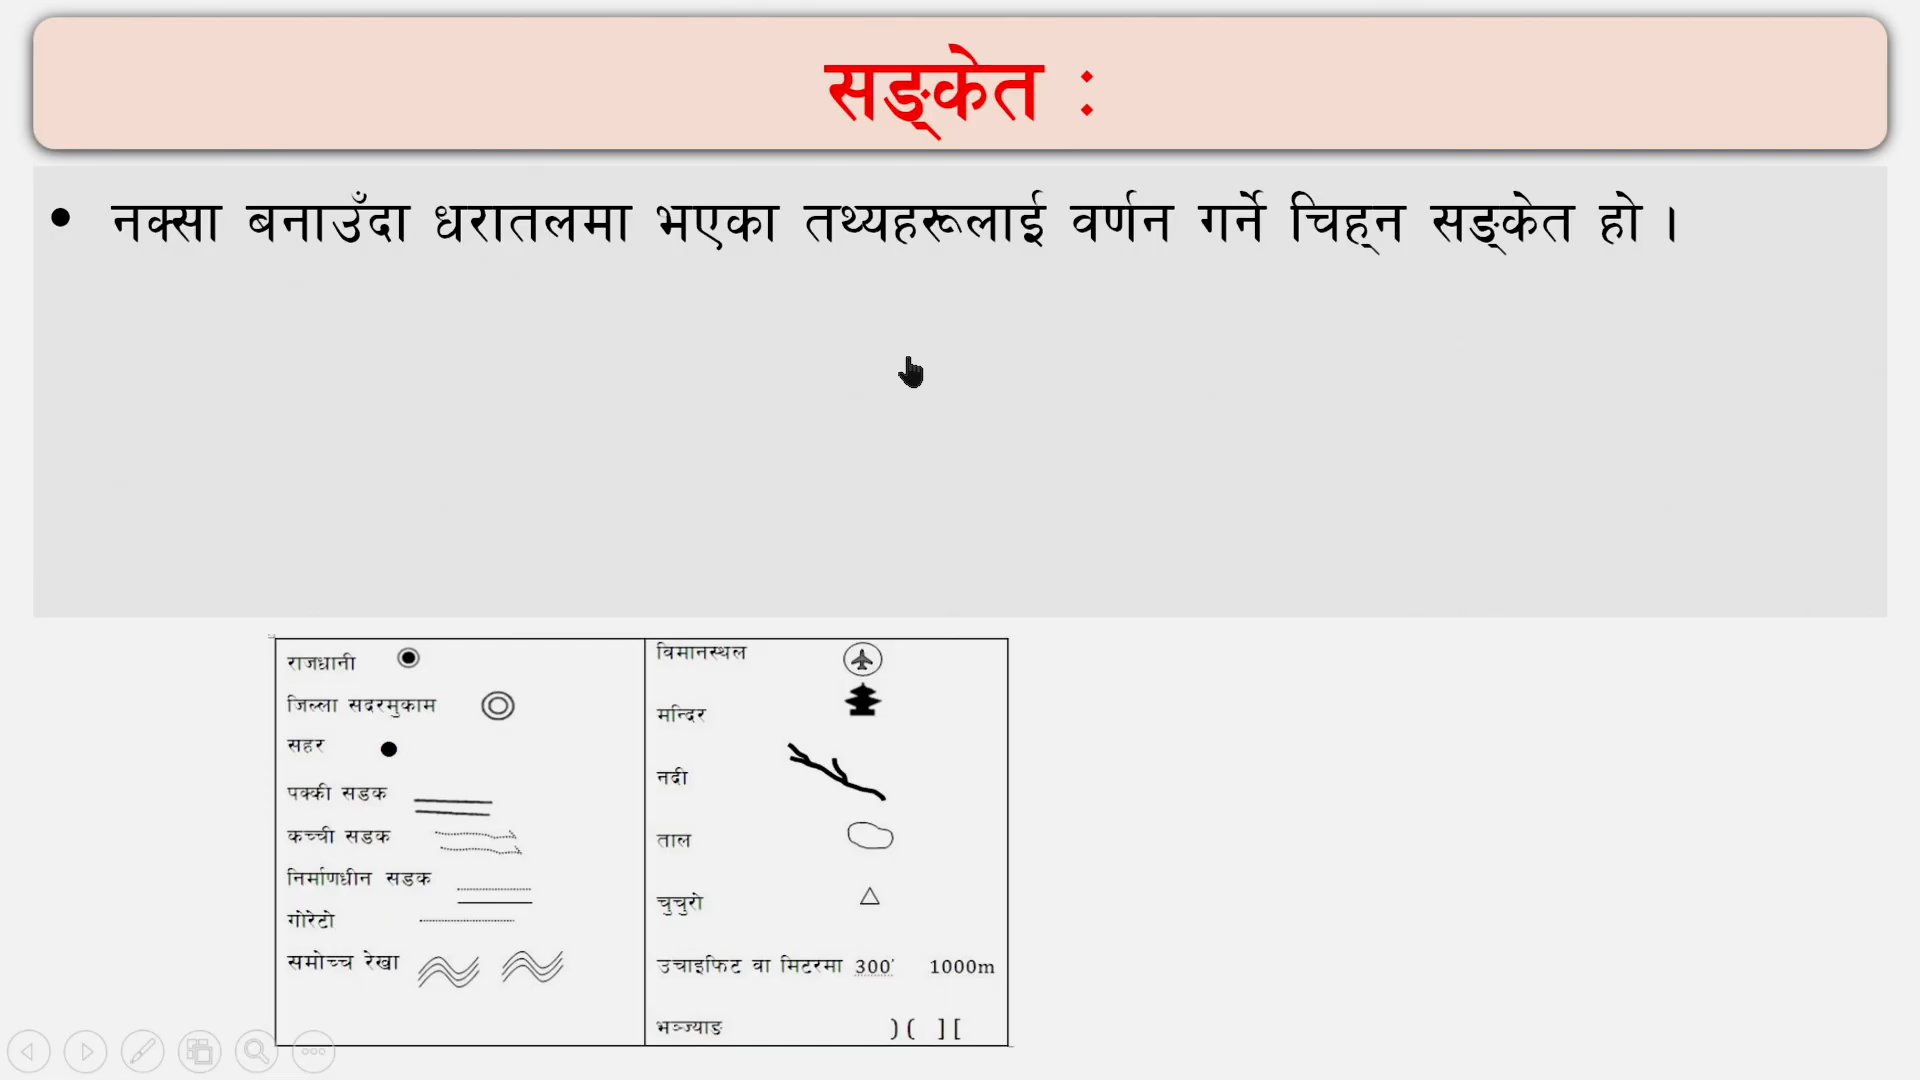 सङ्केत :
• नक्सा बनाउँदा धरातलमा भएका तथ्यहरूलाई वर्णन गर्ने चिह्न सङ्केत हो ।
राजधानी
जिल्ला सदरमुकाम
सहर
पक्की सडक
कच्ची सडक
निर्माणधीन सडक
गोरेटो
समोच्च रेखा
विमानस्थल
मन्दिर
नदी
ताल
चुचुरो
उचाइफिट वा मिटरमा 300' 1000m
भञ्ज्याङ )( ][